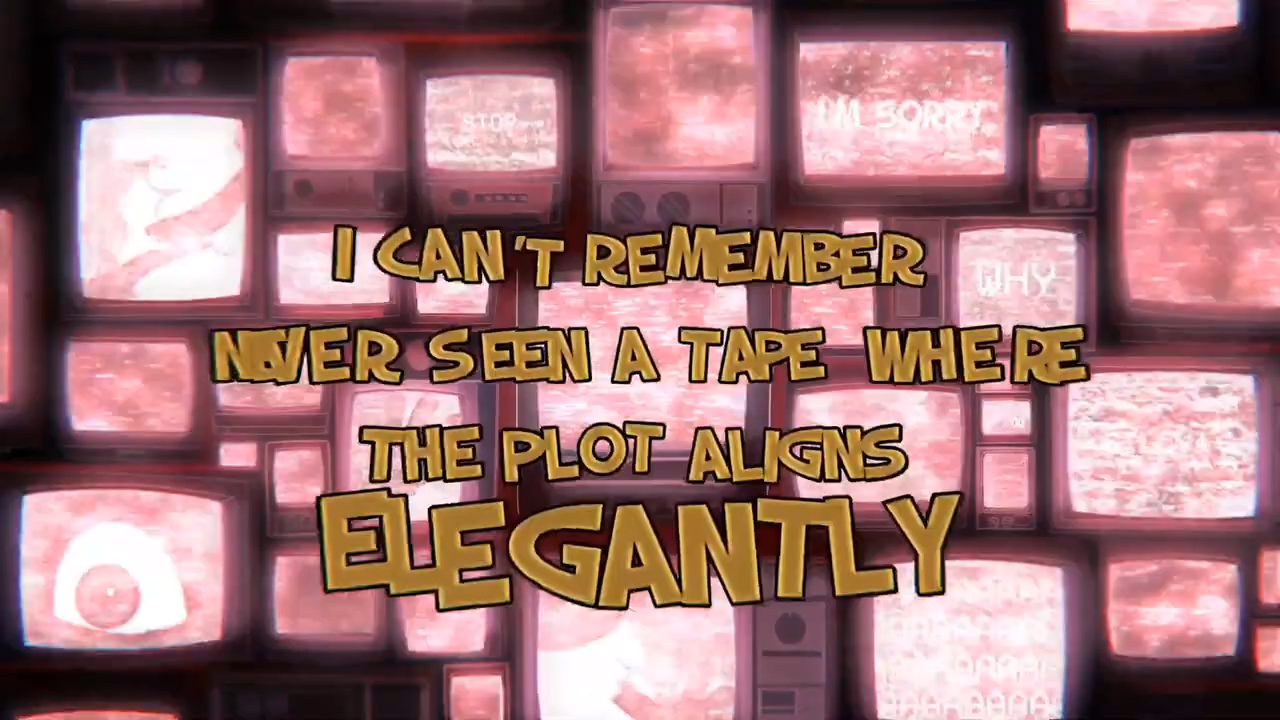 STOP
I'M SORRY
WHY
I CAN'T REMEMBER
NEVER SEEN A TAPE WHERE
THE PLOT ALIGNS
ELEGANTLY